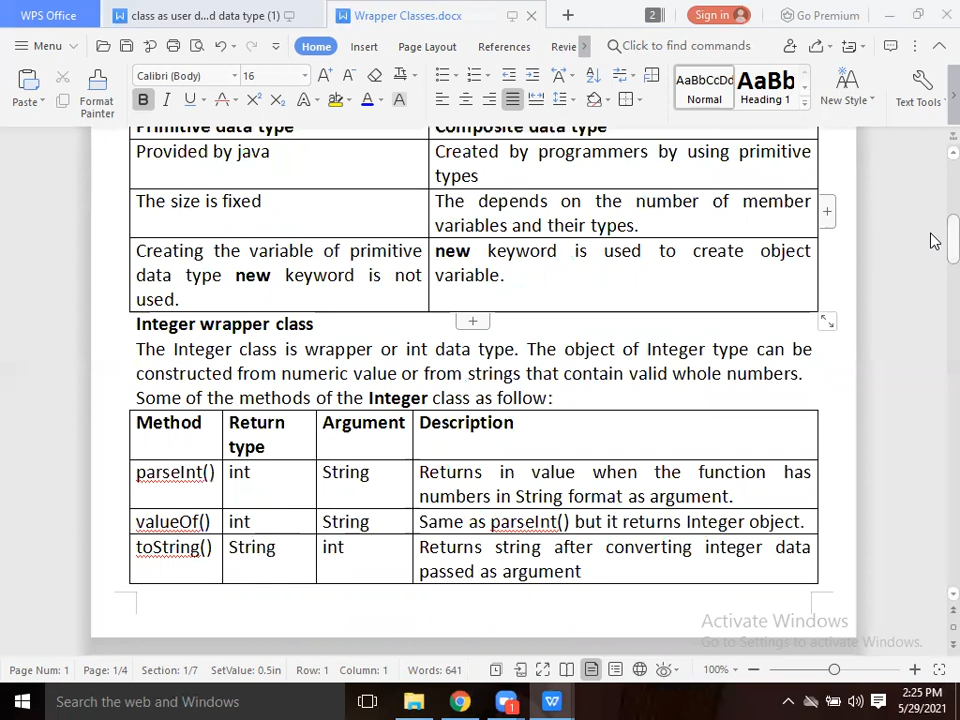 WPS Office
class as user d...d data type (1)
Wrapper Classes.docx
2
Sign in
Go Premium
Menu
Home
Insert
Page Layout
References
Revie
Click to find commands
Paste
Format Painter
Calibri (Body)
16
AaBbCcDd
Normal
AaBb
Heading 1
New Style
Text Tools
Primitive data type
Composite data type
Provided by java
Created by programmers by using primitive
types
The size is fixed
The depends on the number of member
variables and their types.
Creating the variable of primitive
data type new keyword is not
used.
new keyword is used to create object
variable.
Integer wrapper class
The Integer class is wrapper or int data type. The object of Integer type can be
constructed from numeric value or from strings that contain valid whole numbers.
Some of the methods of the Integer class as follow:
Method
Return
type
Argument
Description
parseInt()
int
String
Returns in value when the function has
numbers in String format as argument.
valueOf()
int
String
Same as parseInt() but it returns Integer object.
toString()
String
int
Returns string after converting integer data
passed as argument
Activate Windows
Go to Settings to activate Windows.
Page Num: 1
Page: 1/4
Section: 1/7
SetValue: 0.5in
Row: 1
Column: 1
Words: 641
100%
Search the web and Windows
1
2:25 PM
5/29/2021